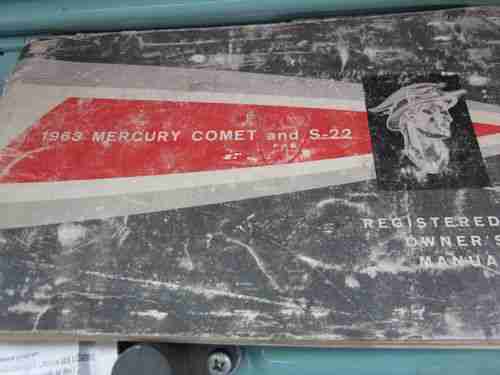 1963 MERCURY COMET and S-22
REGISTERED
OWNER'S
MANUAL